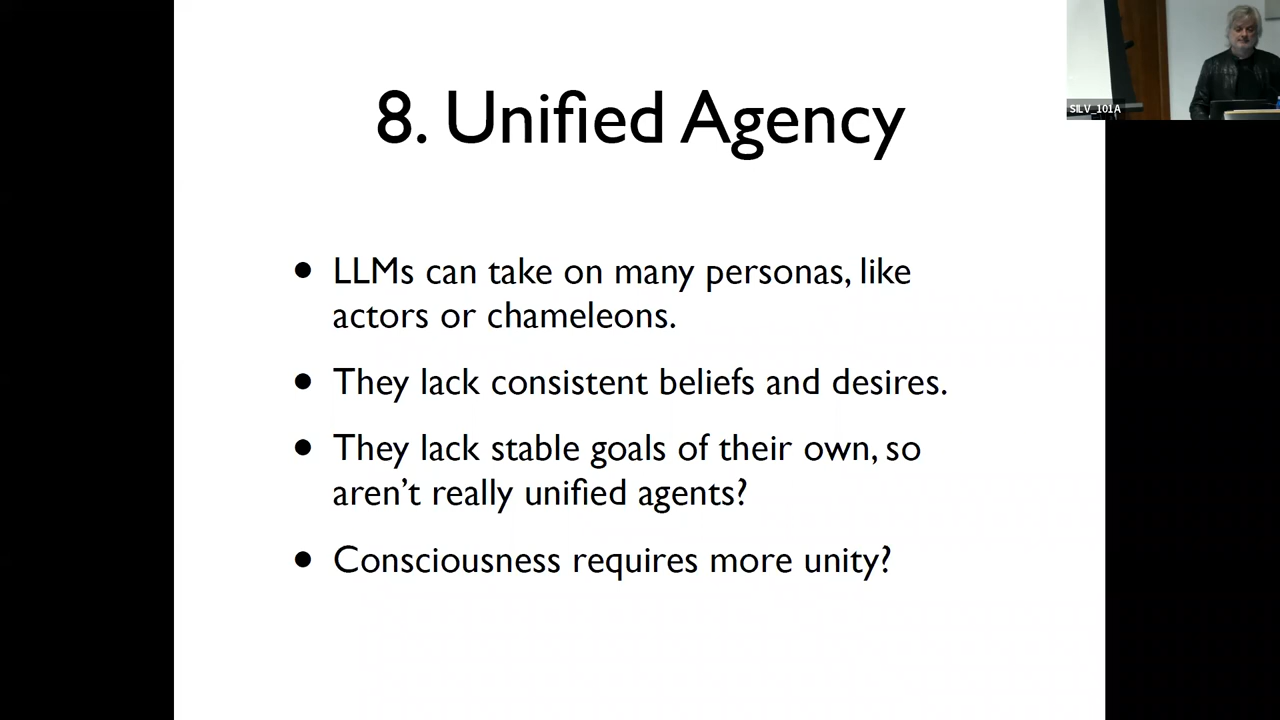 8. Unified Agency
SILV_101A
• LLMs can take on many personas, like
actors or chameleons.
• They lack consistent beliefs and desires.
• They lack stable goals of their own, so
aren't really unified agents?
• Consciousness requires more unity?